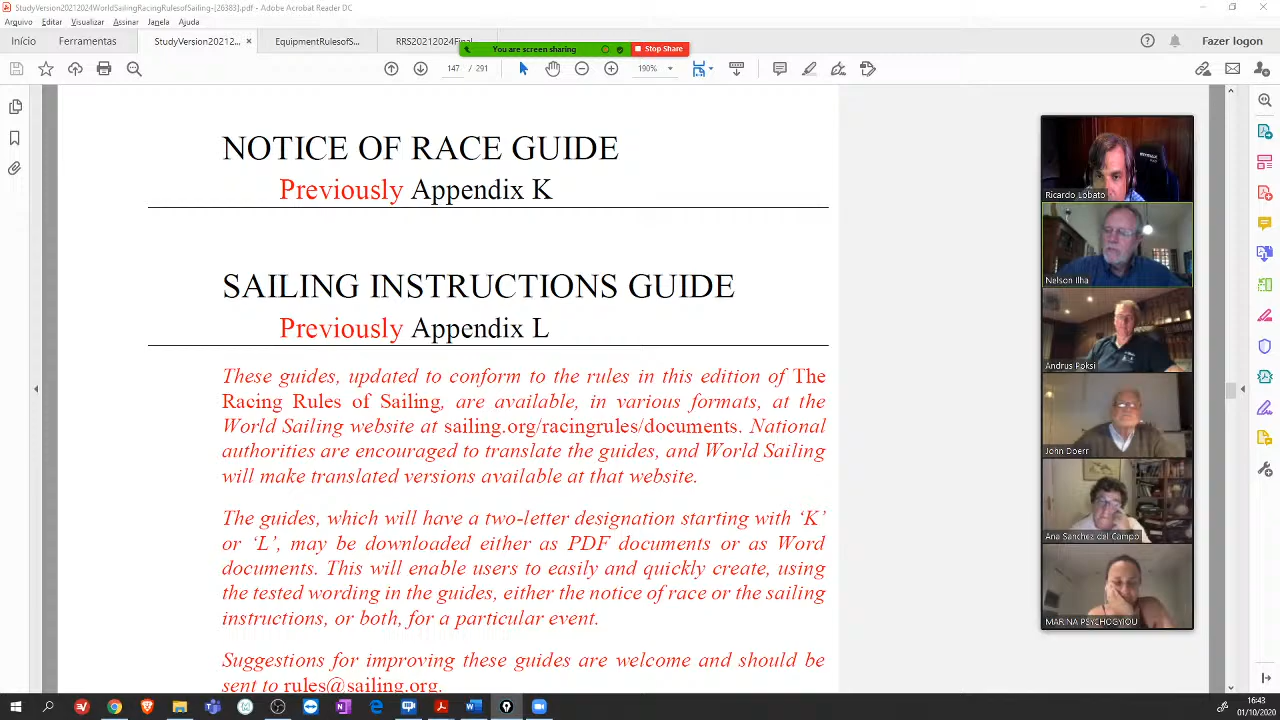 StudyVersion20212024WorldSailingRacingRulesofSailing-[26383].pdf - Adobe Acrobat Reader DC
Arquivo Editar Visualizar Assinar Janela Ajuda
Início Ferramentas StudyVersion20212... × EquipmentRulesofS... RRS20212024Final...
You are screen sharing Stop Share
Fazer logon
147 / 291 190%
NOTICE OF RACE GUIDE
Previously Appendix K
SAILING INSTRUCTIONS GUIDE
Previously Appendix L
These guides, updated to conform to the rules in this edition of The
Racing Rules of Sailing, are available, in various formats, at the
World Sailing website at sailing.org/racingrules/documents. National
authorities are encouraged to translate the guides, and World Sailing
will make translated versions available at that website.
The guides, which will have a two-letter designation starting with ‘K’
or ‘L’, may be downloaded either as PDF documents or as Word
documents. This will enable users to easily and quickly create, using
the tested wording in the guides, either the notice of race or the sailing
instructions, or both, for a particular event.
Suggestions for improving these guides are welcome and should be
sent to rules@sailing.org.
Ricardo Lobato
Nelson Ilha
Andrus Poksi
John Doerr
Ana Sanchez del Campo
MARINA PSYCHOGYIOU
16:43
01/10/2020